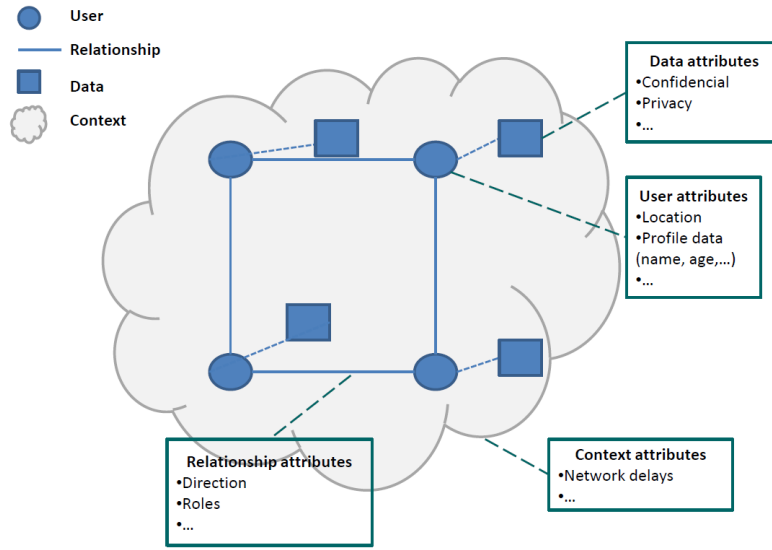 User
Relationship
Data
Context
Data attributes
•Confidencial
•Privacy
•...
User attributes
•Location
•Profile data
(name, age,...)
•...
Relationship attributes
•Direction
•Roles
•...
Context attributes
•Network delays
•...